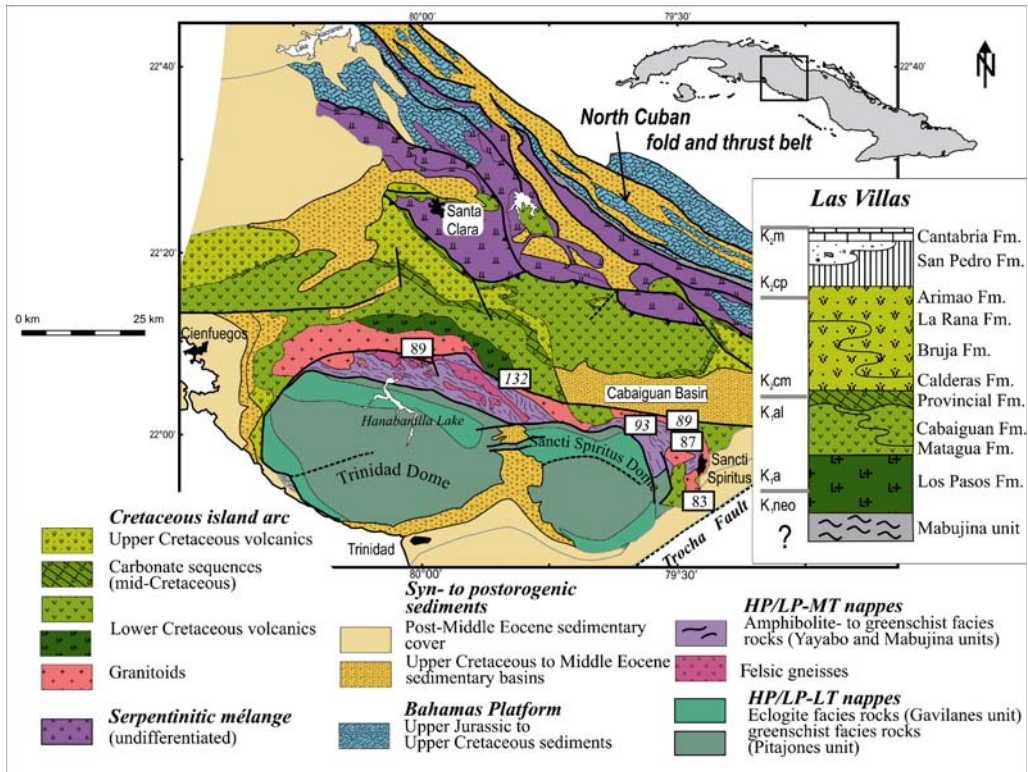 80°00'
79°30'
22°40'
22°40'
N
North Cuban
fold and thrust belt
Las Villas
Santa
Clara
22°20'
K₂m
Cantabria Fm.
San Pedro Fm.
K₂cp
Arimao Fm.
La Rana Fm.
Bruja Fm.
K₂cm
Calderas Fm.
Provincial Fm.
K₁al
Cabaiguan Fm.
Matagua Fm.
K₁a
Los Pasos Fm.
K₁neo
Mabujina unit
?
0 km
25 km
Cienfuegos
89
132
Cabaiguan Basin
93
89
87
83
Hanabanilla Lake
22°00'
Trinidad Dome
Sancti Spiritus Dome
Sancti
Spiritus
Trocha Fault
Trinidad
80°00'
79°30'
Cretaceous island arc
Upper Cretaceous volcanics
Carbonate sequences
(mid-Cretaceous)
Lower Cretaceous volcanics
Granitoids
Serpentinitic mélange
(undifferentiated)
Syn- to postorogenic
sediments
Post-Middle Eocene sedimentary
cover
Upper Cretaceous to Middle Eocene
sedimentary basins
Bahamas Platform
Upper Jurassic to
Upper Cretaceous sediments
HP/LP-MT nappes
Amphibolite- to greenschist facies
rocks (Yayabo and Mabujina units)
Felsic gneisses
HP/LP-LT nappes
Eclogite facies rocks (Gavilanes unit)
greenschist facies rocks
(Pitajones unit)